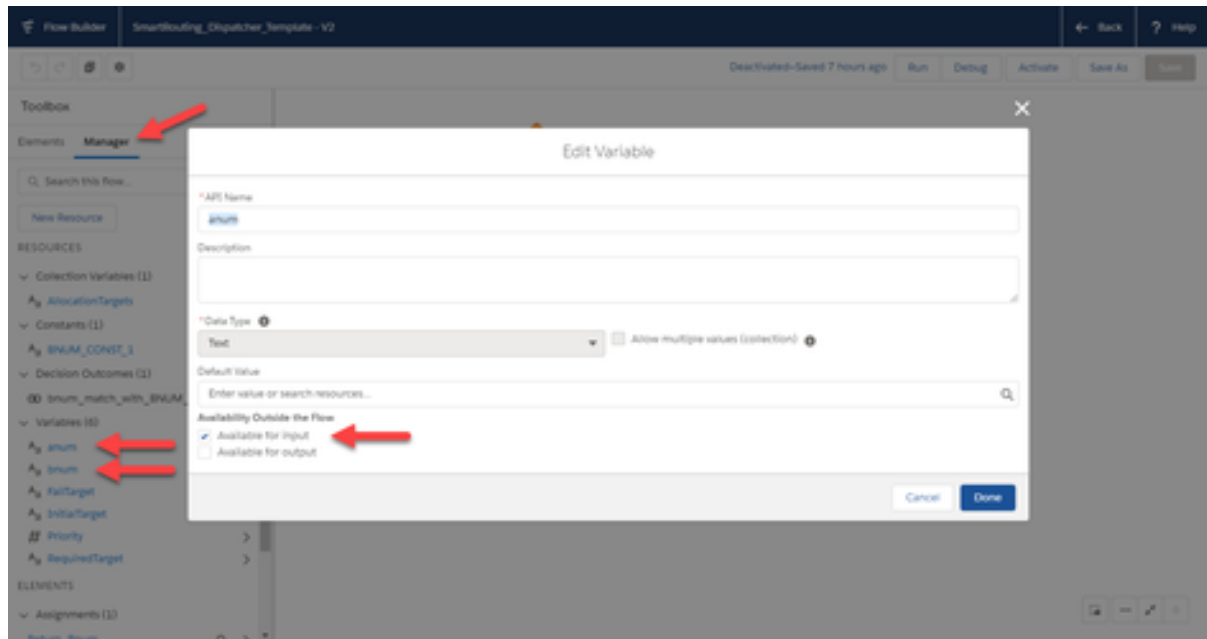 Flow Builder
SmartRouting_Dispatcher_Template - V2
Back
? Help
Deactivated—Saved 7 hours ago
Run
Debug
Activate
Save As
Save
Toolbox
Elements
Manager
Search this flow...
New Resource
RESOURCES
Collection Variables (1)
AllocationTargets
Constants (1)
BNUM_CONST_1
Decision Outcomes (1)
bnum_match_with_BNUM_
Variables (6)
anum
bnum
FailTarget
InitialTarget
Priority
RequiredTarget
ELEMENTS
Assignments (1)
Edit Variable
*API Name
anum
Description
*Data Type
Text
Allow multiple values (collection)
Default Value
Enter value or search resources...
Availability Outside the Flow
Available for input
Available for output
Cancel
Done